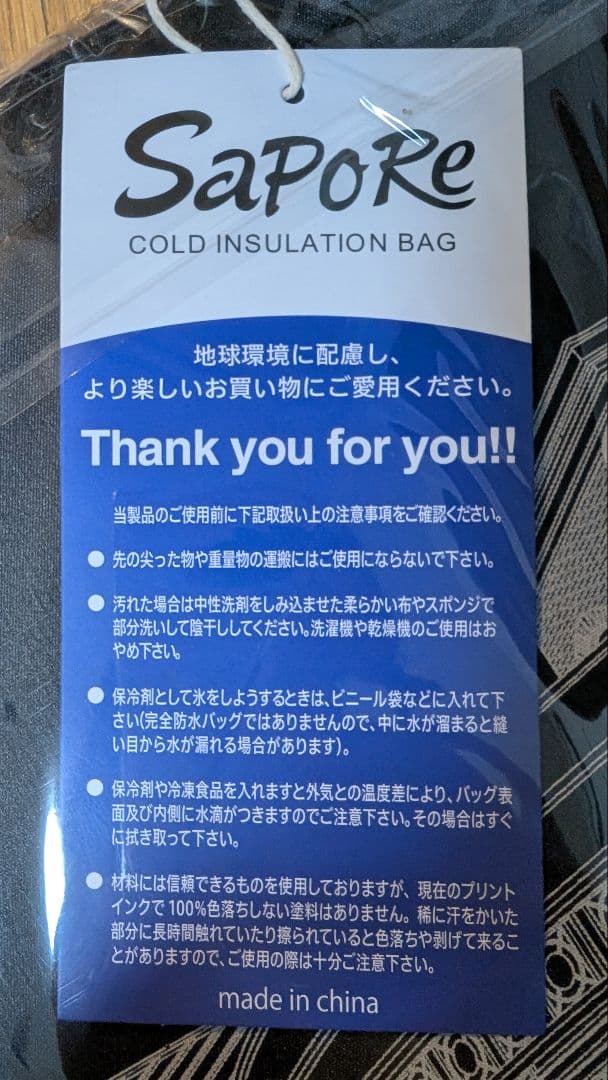 SaPoRe
COLD INSULATION BAG
地球環境に配慮し、
より楽しいお買い物にご愛用ください。
Thank you for you!!
当製品のご使用前に下記取扱い上の注意事項をご確認ください。
● 先の尖った物や重量物の運搬にはご使用にならないで下さい。
● 汚れた場合は中性洗剤をしみ込ませた柔らかい布やスポンジで
部分洗いして陰干ししてください。洗濯機や乾燥機のご使用はお
やめ下さい。
● 保冷剤として氷をしようするときは、ビニール袋などに入れて下
さい(完全防水バッグではありませんので、中に水が溜まると縫
い目から水が漏れる場合があります)。
● 保冷剤や冷凍食品を入れますと外気との温度差により、バッグ表
面及び内側に水滴がつきますのでご注意下さい。その場合はすぐ
に拭き取って下さい。
● 材料には信頼できるものを使用しておりますが、現在のプリント
インクで100%色落ちしない塗料はありません。稀に汗をかいた
部分に長時間触れていたり擦られていると色落ちや剥げて来るこ
とがありますので、ご使用の際は十分ご注意下さい。
made in china